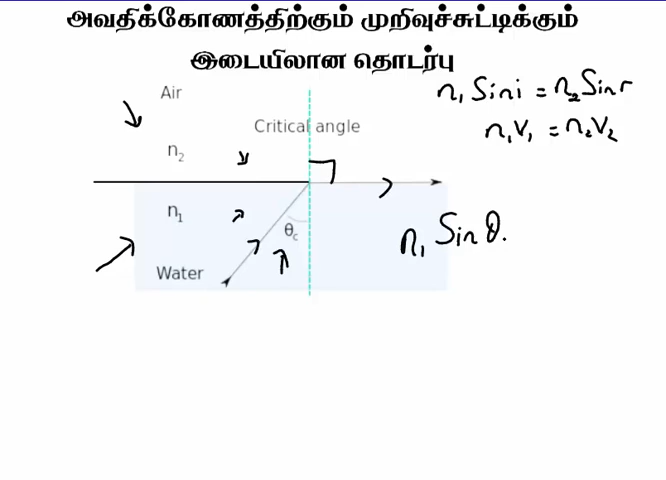 அவதிக்கோணத்திற்கும் முறிவுச்சுட்டிக்கும்
இடையிலான தொடர்பு
Air
n₁ Sin i = n₂ Sin r
Critical angle
n₁V₁ = n₂V₂
n₂
n₁
θc
n₁ Sin θ.
Water